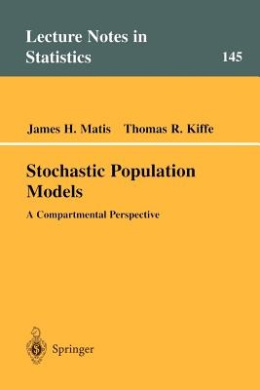 Lecture Notes in
Statistics
145
James H. Matis Thomas R. Kiffe
Stochastic Population
Models
A Compartmental Perspective
Springer